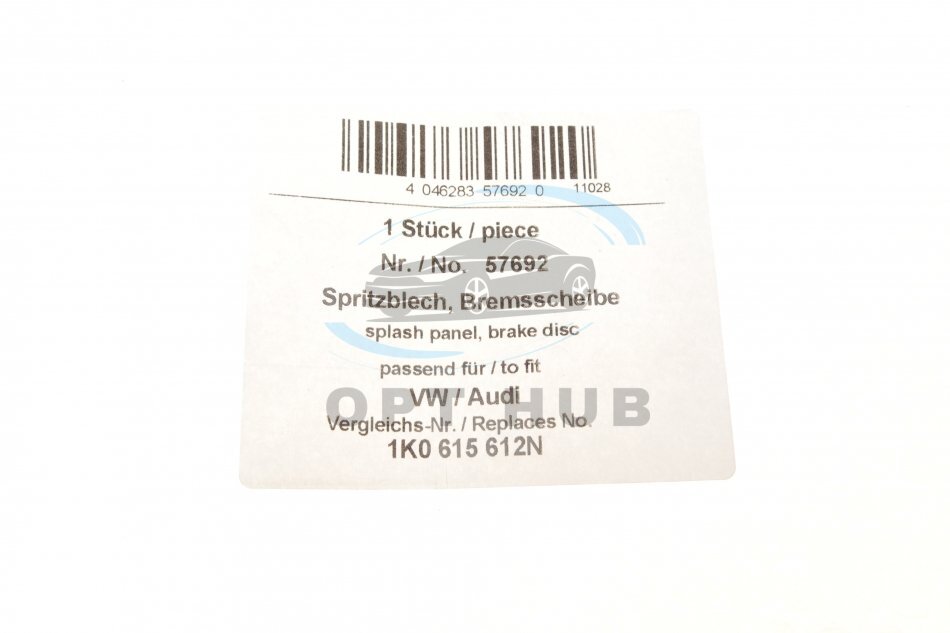 4 046283 57692 0 11028
1 Stück / piece
Nr. / No. 57692
Spritzblech, Bremsscheibe
splash panel, brake disc
passend für / to fit
VW / Audi
OPT HUB
Vergleichs-Nr. / Replaces No.
1K0 615 612N